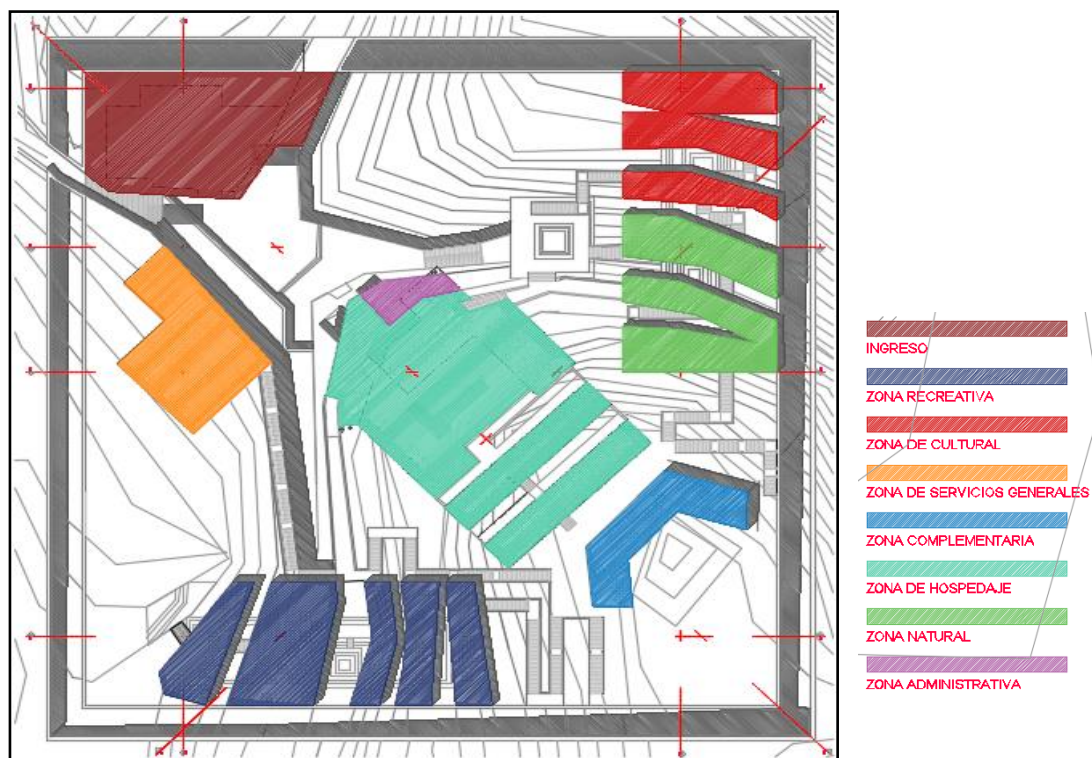 INGRESO
ZONA RECREATIVA
ZONA DE CULTURAL
ZONA DE SERVICIOS GENERALES
ZONA COMPLEMENTARIA
ZONA DE HOSPEDAJE
ZONA NATURAL
ZONA ADMINISTRATIVA